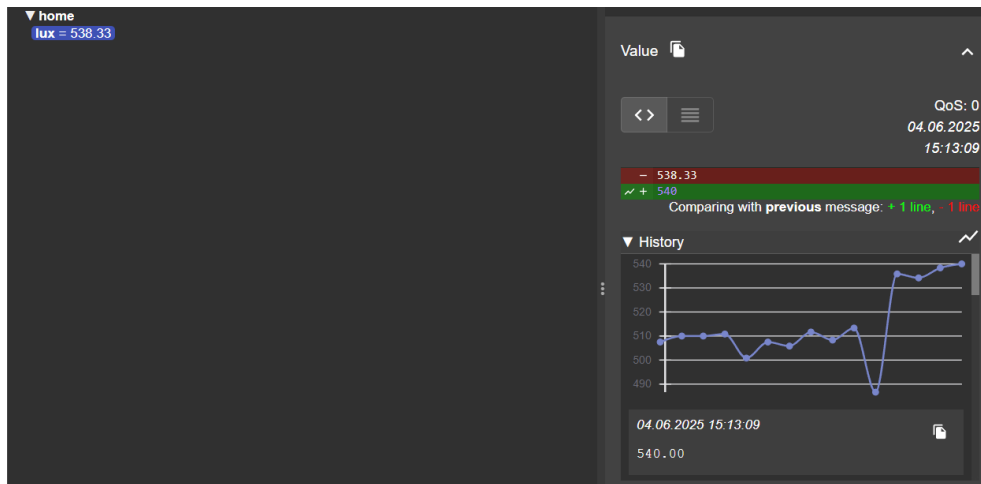 ▼ home
lux = 538.33
Value
QoS: 0
04.06.2025
15:13:09
- 538.33
+ 540
Comparing with previous message: + 1 line, - 1 line
▼ History
540
530
520
510
500
490
04.06.2025 15:13:09
540.00